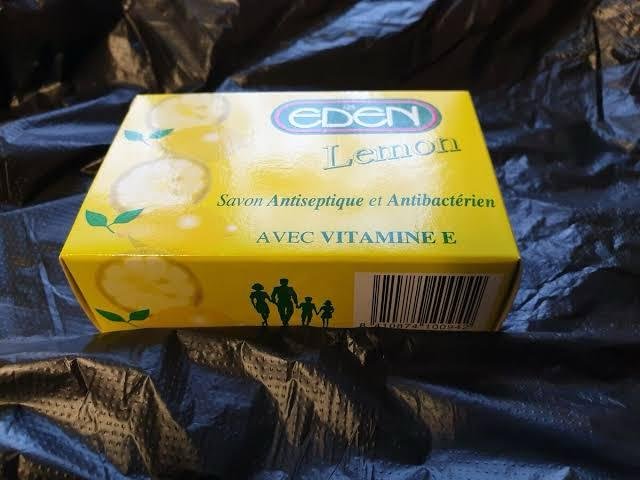 EDEN
Lemon
Savon Antiseptique et Antibactérien
AVEC VITAMINE E